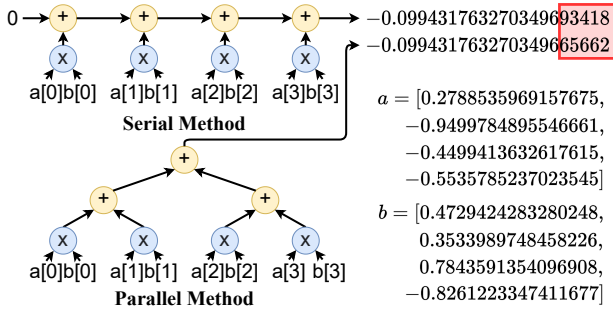 0 + + + + −0.09943176327034969​3418
x x x x −0.09943176327034966​5662
a[0]b[0] a[1]b[1] a[2]b[2] a[3]b[3]
Serial Method
a = [0.2788535969157675,
−0.9499784895546661,
−0.4499413632617615,
−0.5535785237023545]
b = [0.4729424283280248,
0.3533989748458226,
0.7843591354096908,
−0.8261223347411677]
+
+ +
x x x x
a[0]b[0] a[1]b[1] a[2]b[2] a[3] b[3]
Parallel Method